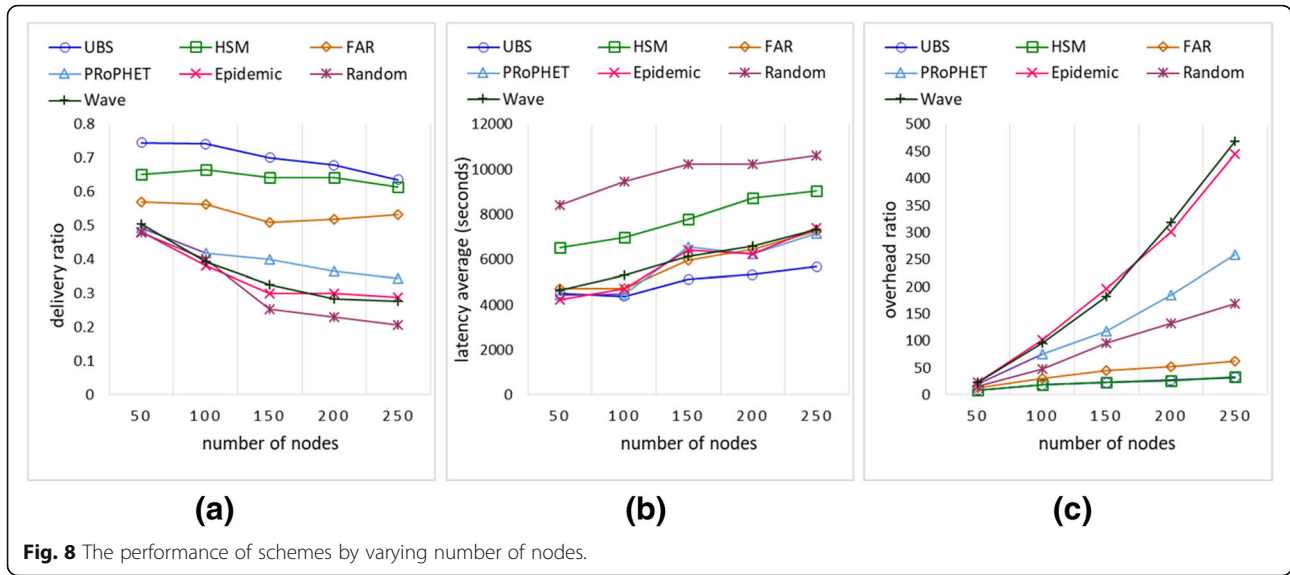 UBS HSM FAR
PRoPHET Epidemic Random
Wave
delivery ratio
0.8
0.7
0.6
0.5
0.4
0.3
0.2
0.1
0
50 100 150 200 250
number of nodes
(a)
UBS HSM FAR
PRoPHET Epidemic Random
Wave
latency average (seconds)
12000
10000
8000
6000
4000
2000
0
50 100 150 200 250
number of nodes
(b)
UBS HSM FAR
PRoPHET Epidemic Random
Wave
overhead ratio
500
450
400
350
300
250
200
150
100
50
0
50 100 150 200 250
number of nodes
(c)
Fig. 8 The performance of schemes by varying number of nodes.